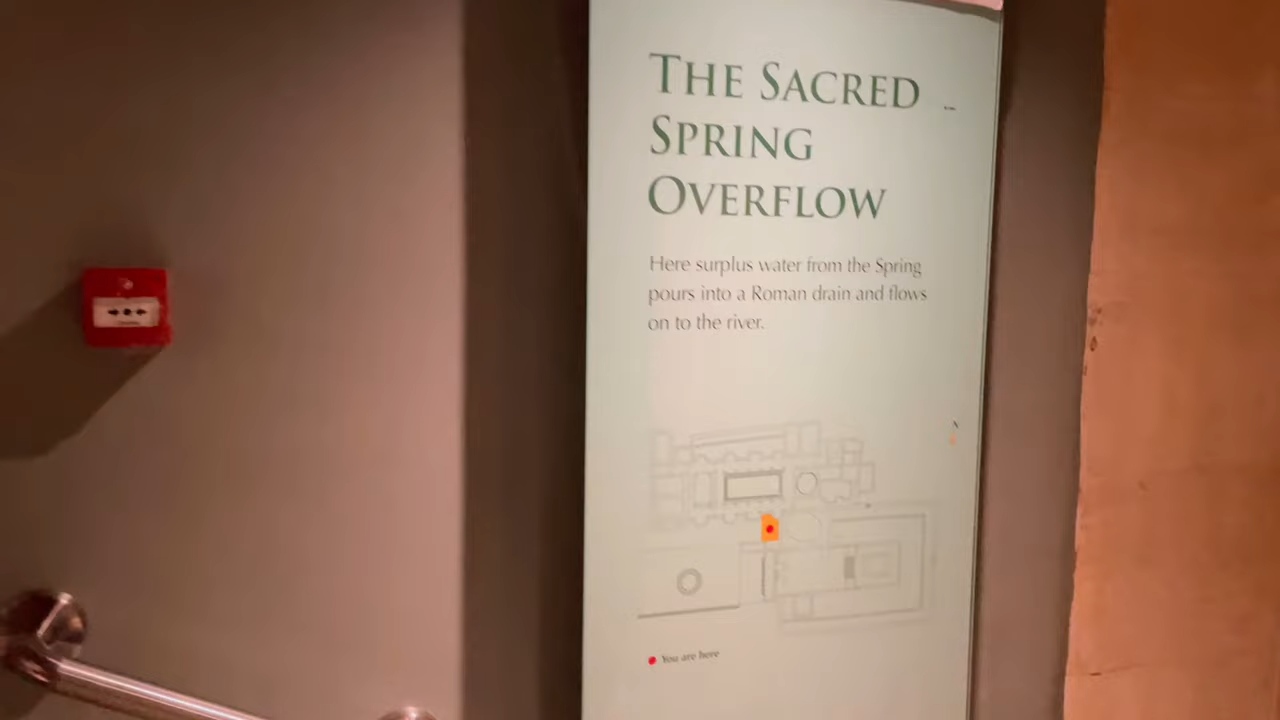 THE SACRED
SPRING
OVERFLOW
Here surplus water from the Spring
pours into a Roman drain and flows
on to the river.
You are here